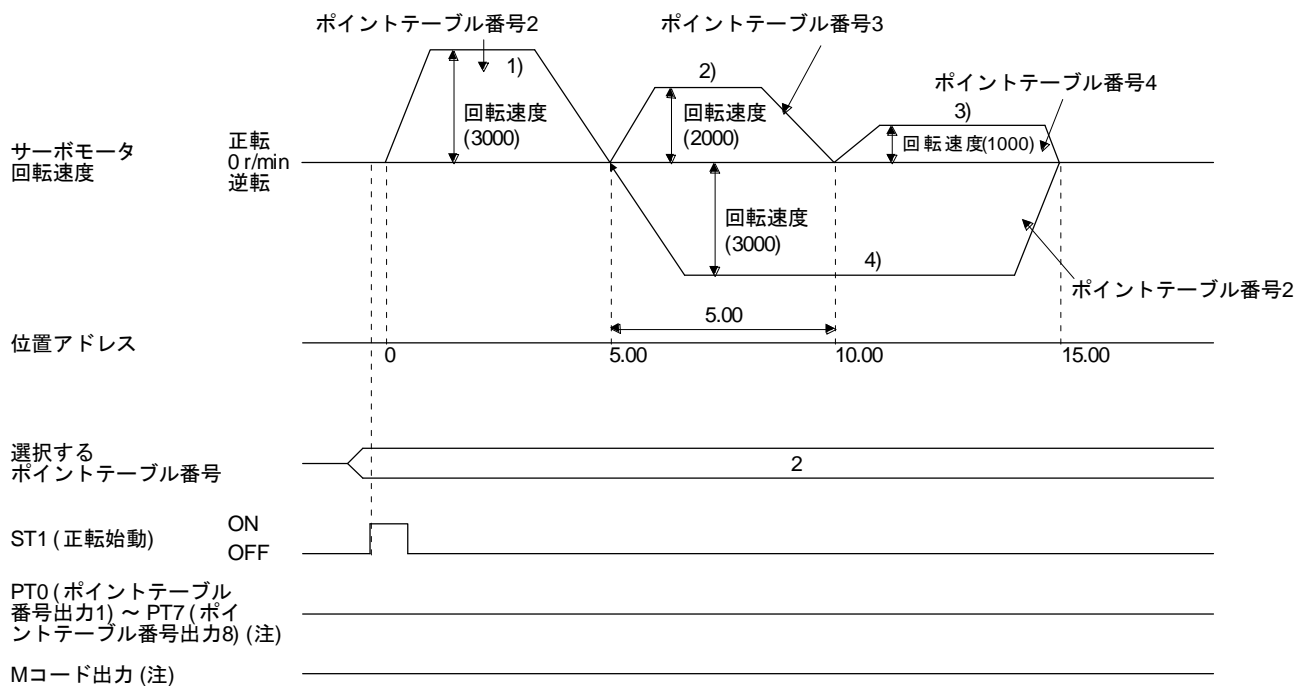 ポイントテーブル番号2
ポイントテーブル番号3
1)
2)
ポイントテーブル番号4
3)
サーボモータ
回転速度
正転
0 r/min
逆転
回転速度
(3000)
回転速度
(2000)
回転速度(1000)
回転速度
(3000)
4)
ポイントテーブル番号2
5.00
位置アドレス
0
5.00
10.00
15.00
選択する
ポイントテーブル番号
2
ST1 (正転始動)
ON
OFF
PT0 (ポイントテーブル
番号出力1) ～ PT7 (ポイ
ントテーブル番号出力8) (注)
Mコード出力 (注)